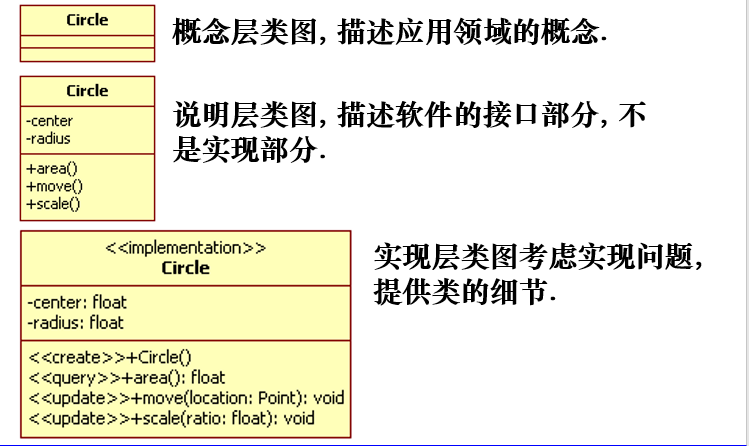 Circle
概念层类图, 描述应用领域的概念.
Circle
-center
-radius
+area()
+move()
+scale()
说明层类图, 描述软件的接口部分, 不
是实现部分.
<<implementation>>
Circle
-center: float
-radius: float
<<create>>+Circle()
<<query>>+area(): float
<<update>>+move(location: Point): void
<<update>>+scale(ratio: float): void
实现层类图考虑实现问题,
提供类的细节.